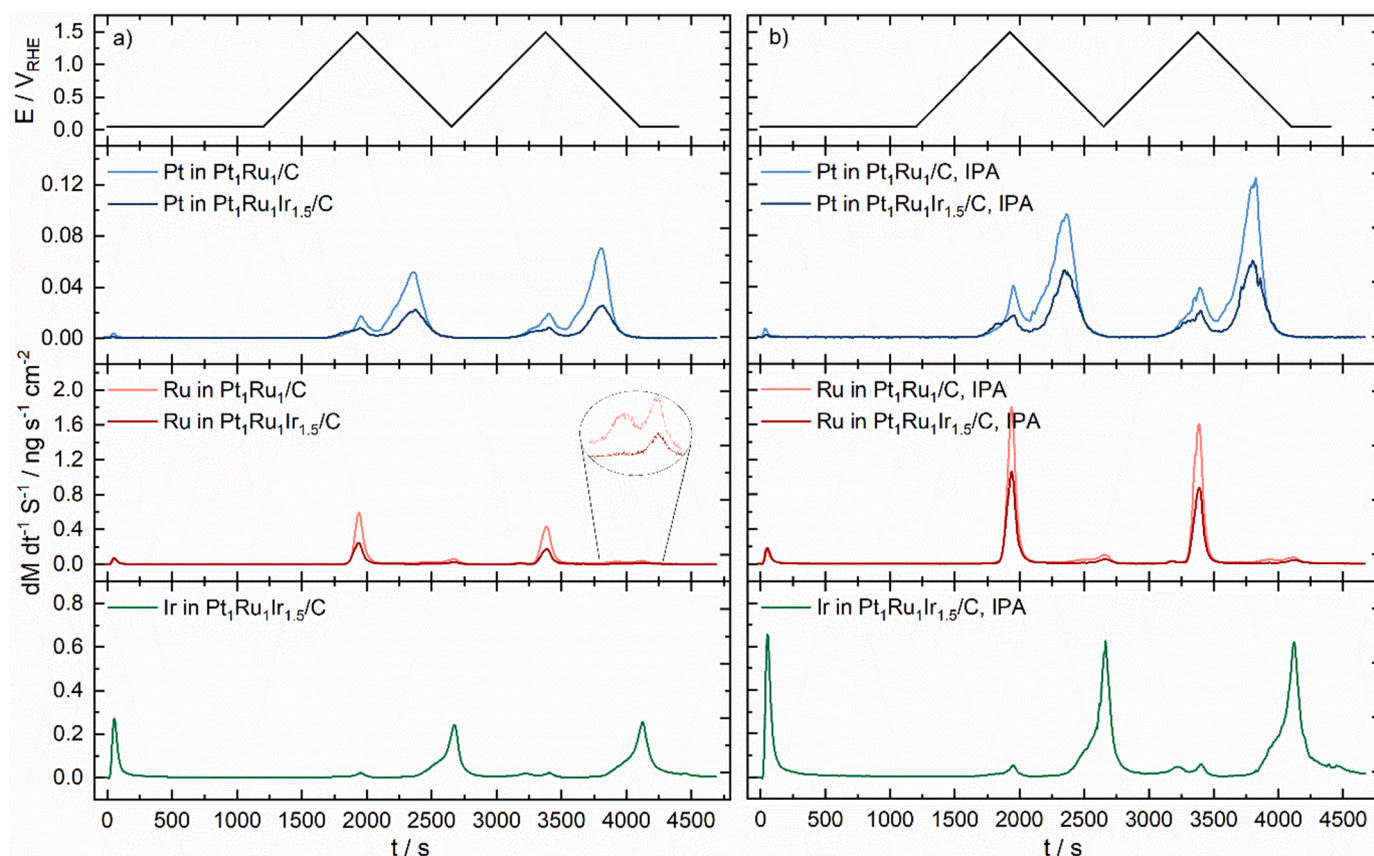 a)
E / V_RHE
1.5
1.0
0.5
0.0
b)
Pt in Pt₁Ru₁/C
Pt in Pt₁Ru₁Ir₁.₅/C
0.12
0.08
0.04
0.00
Pt in Pt₁Ru₁/C, IPA
Pt in Pt₁Ru₁Ir₁.₅/C, IPA
dM dt⁻¹ S⁻¹ / ng s⁻¹ cm⁻²
Ru in Pt₁Ru₁/C
Ru in Pt₁Ru₁Ir₁.₅/C
2.0
1.6
1.2
0.8
0.4
0.0
Ru in Pt₁Ru₁/C, IPA
Ru in Pt₁Ru₁Ir₁.₅/C, IPA
Ir in Pt₁Ru₁Ir₁.₅/C
0.8
0.6
0.4
0.2
0.0
Ir in Pt₁Ru₁Ir₁.₅/C, IPA
0 500 1000 1500 2000 2500 3000 3500 4000 4500
t / s
0 500 1000 1500 2000 2500 3000 3500 4000 4500
t / s